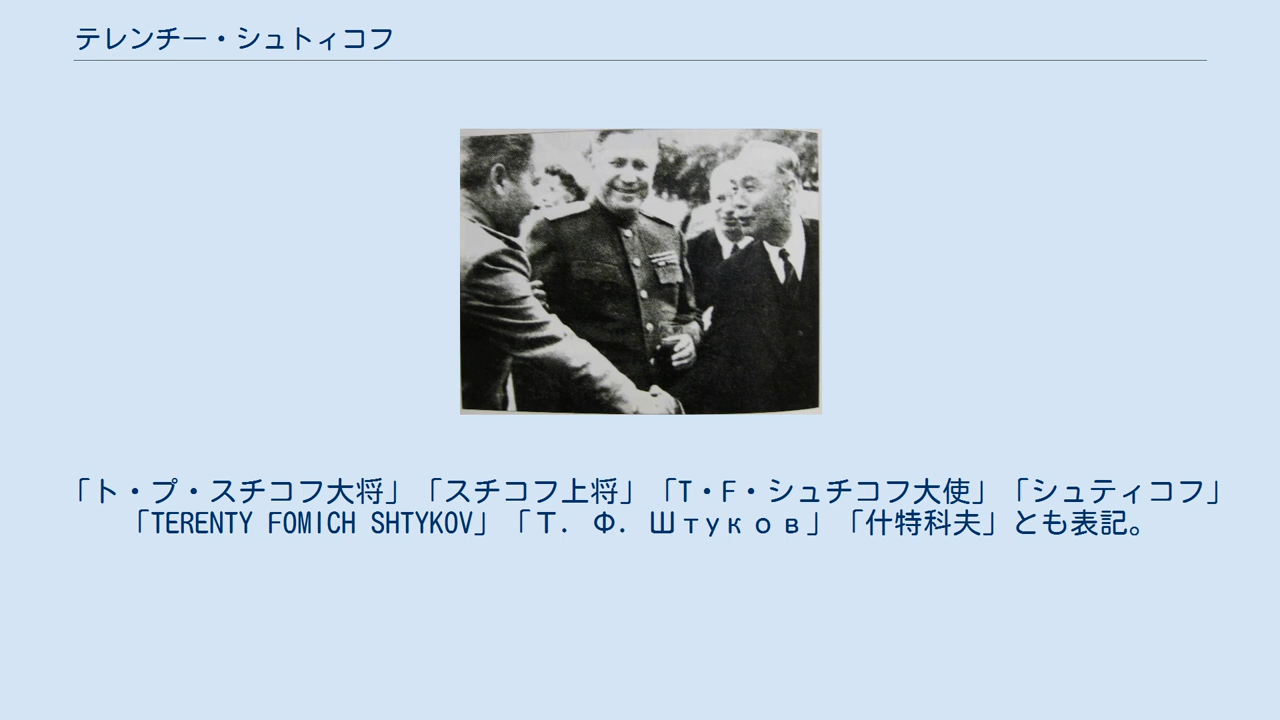 テレンチー・シュトィコフ
「ト・プ・スチコフ大将」「スチコフ上将」「T・F・シュチコフ大使」「シュティコフ」
「TERENTY FOMICH SHTYKOV」「Т．Ф．Штуков」「什特科夫」とも表記。